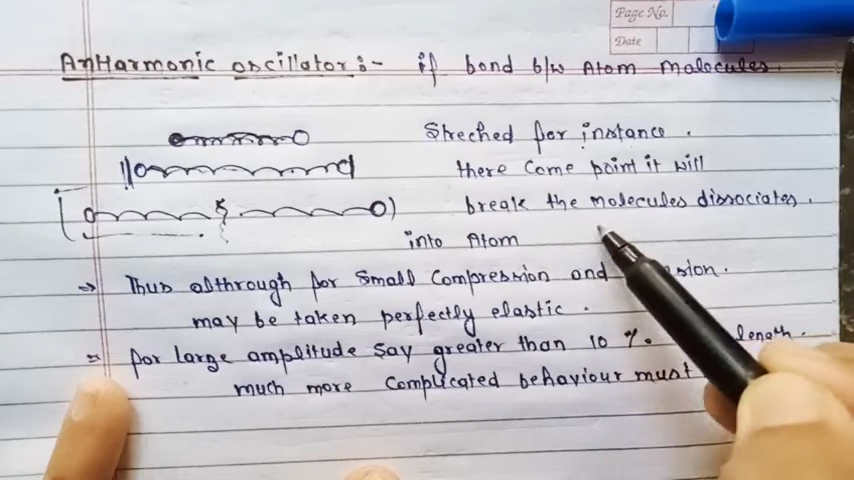 Page No.
Date
AnHarmonic oscillator :- if bond b/w Atom Molecules.
Streched for instance.
there come point it will
break the molecules dissociates.
into Atom
⇒ Thus althrough for small compression and
may be taken perfectly elastic.
⇒ for large amplitude say greater than 10 % length.
much more complicated behaviour must